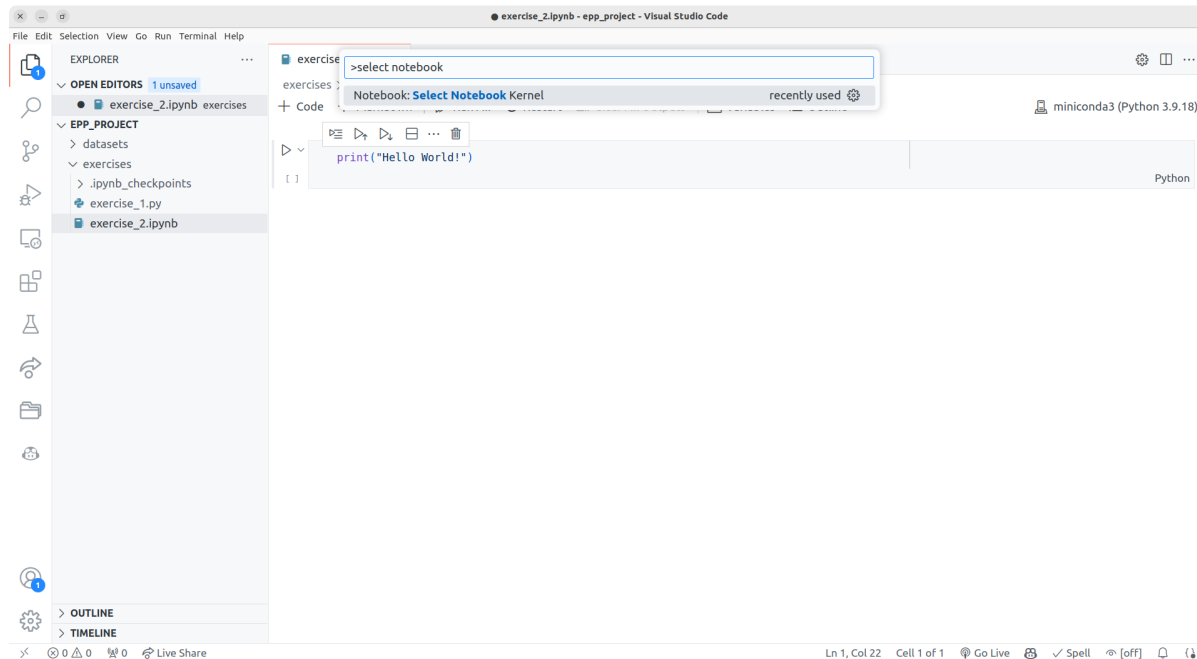 exercise_2.ipynb - epp_project - Visual Studio Code
File Edit Selection View Go Run Terminal Help
EXPLORER
OPEN EDITORS 1 unsaved
exercise_2.ipynb exercises
EPP_PROJECT
datasets
exercises
.ipynb_checkpoints
exercise_1.py
exercise_2.ipynb
OUTLINE
TIMELINE
exercise
>select notebook
Notebook: Select Notebook Kernel recently used
exercises
+ Code
miniconda3 (Python 3.9.18)
print("Hello World!")
[ ]
Python
1
1
0 0 0 Live Share
Ln 1, Col 22 Cell 1 of 1 Go Live Spell [off]